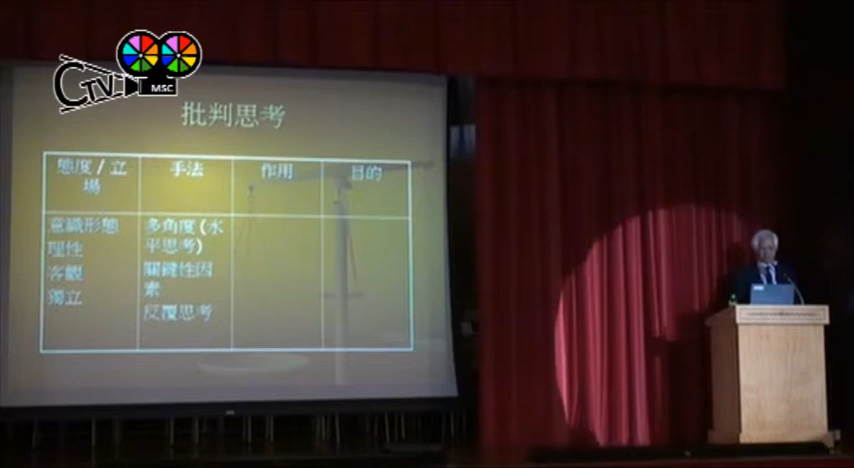 CTV
MSC
批判思考
態度 / 立
場
手法
作用
目的
意識形態
理性
客觀
獨立
多角度 (水
平思考)
關鍵性因
素
反覆思考